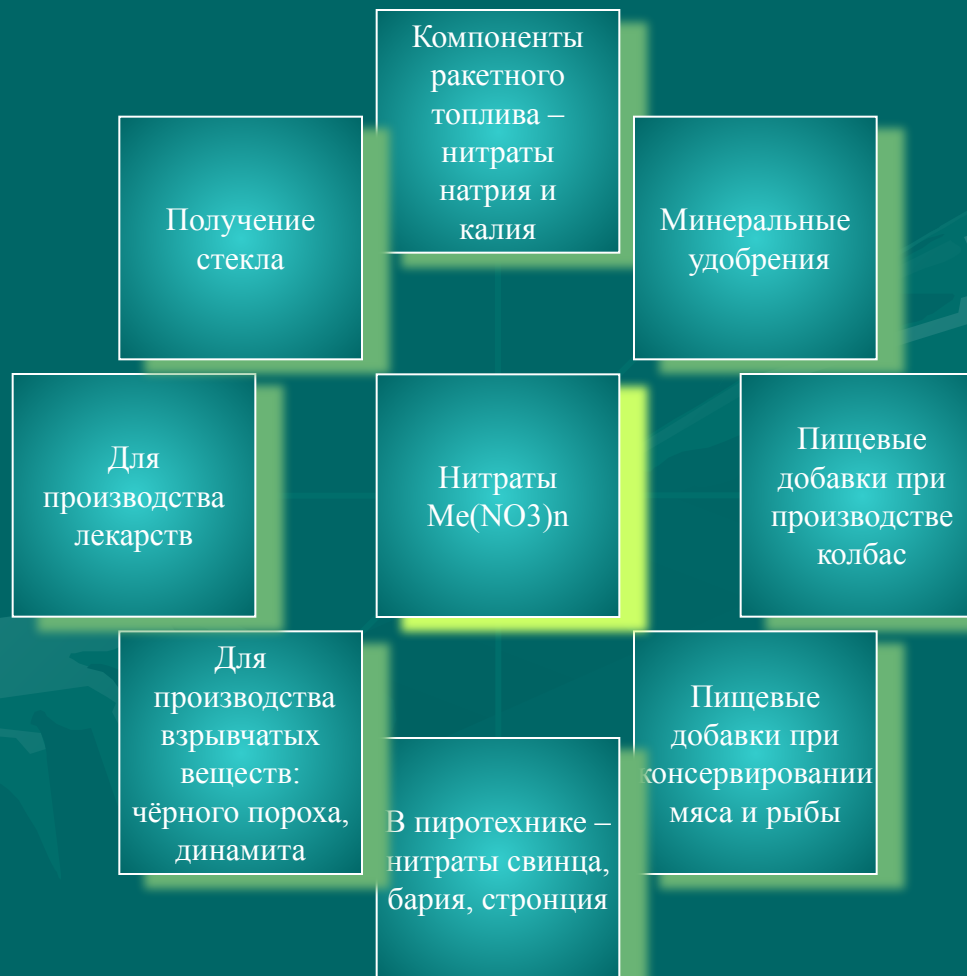 Компоненты
ракетного
топлива –
нитраты
натрия и
калия
Получение
стекла
Минеральные
удобрения
Для
производства
лекарств
Нитраты
Me(NO3)n
Пищевые
добавки при
производстве
колбас
Для
производства
взрывчатых
веществ:
чёрного пороха,
динамита
В пиротехнике –
нитраты свинца,
бария, стронция
Пищевые
добавки при
консервировании
мяса и рыбы